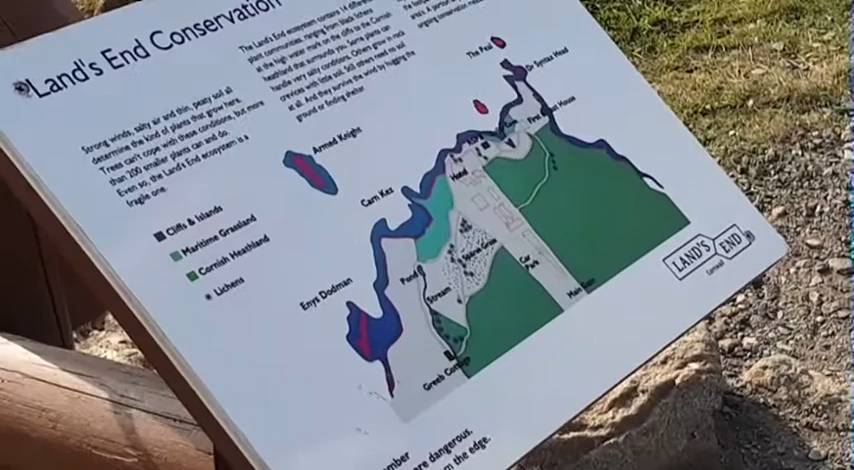 Land's End Conservation
Strong winds, salty air and thin, peaty soil all
determine the kind of plants that grow here.
Trees can't cope with these conditions, but more
than 200 smaller plants can and do.
Even so, the Land's End ecosystem is a
fragile one.
The Land's End ecosystem contains 14 different
plant communities, ranging from black lichens
at the high water mark on the cliffs to the Cornish
headland that surrounds you. Some plants can
handle very salty conditions. Others grow in rock
crevices with little soil. Still others need no soil
at all. And they survive the wind by hugging the
ground or finding shelter
ongoing conservation
Cliffs & Islands
Maritime Grassland
Cornish Heathland
Lichens
Armed Knight
Carn Kez
Enys Dodman
The Peal
Dr Syntax Head
House
Hotel
Pond
Stream
Car
Park
Main
Greeb
LAND'S
END
Cornwall
are dangerous.
m the edge.